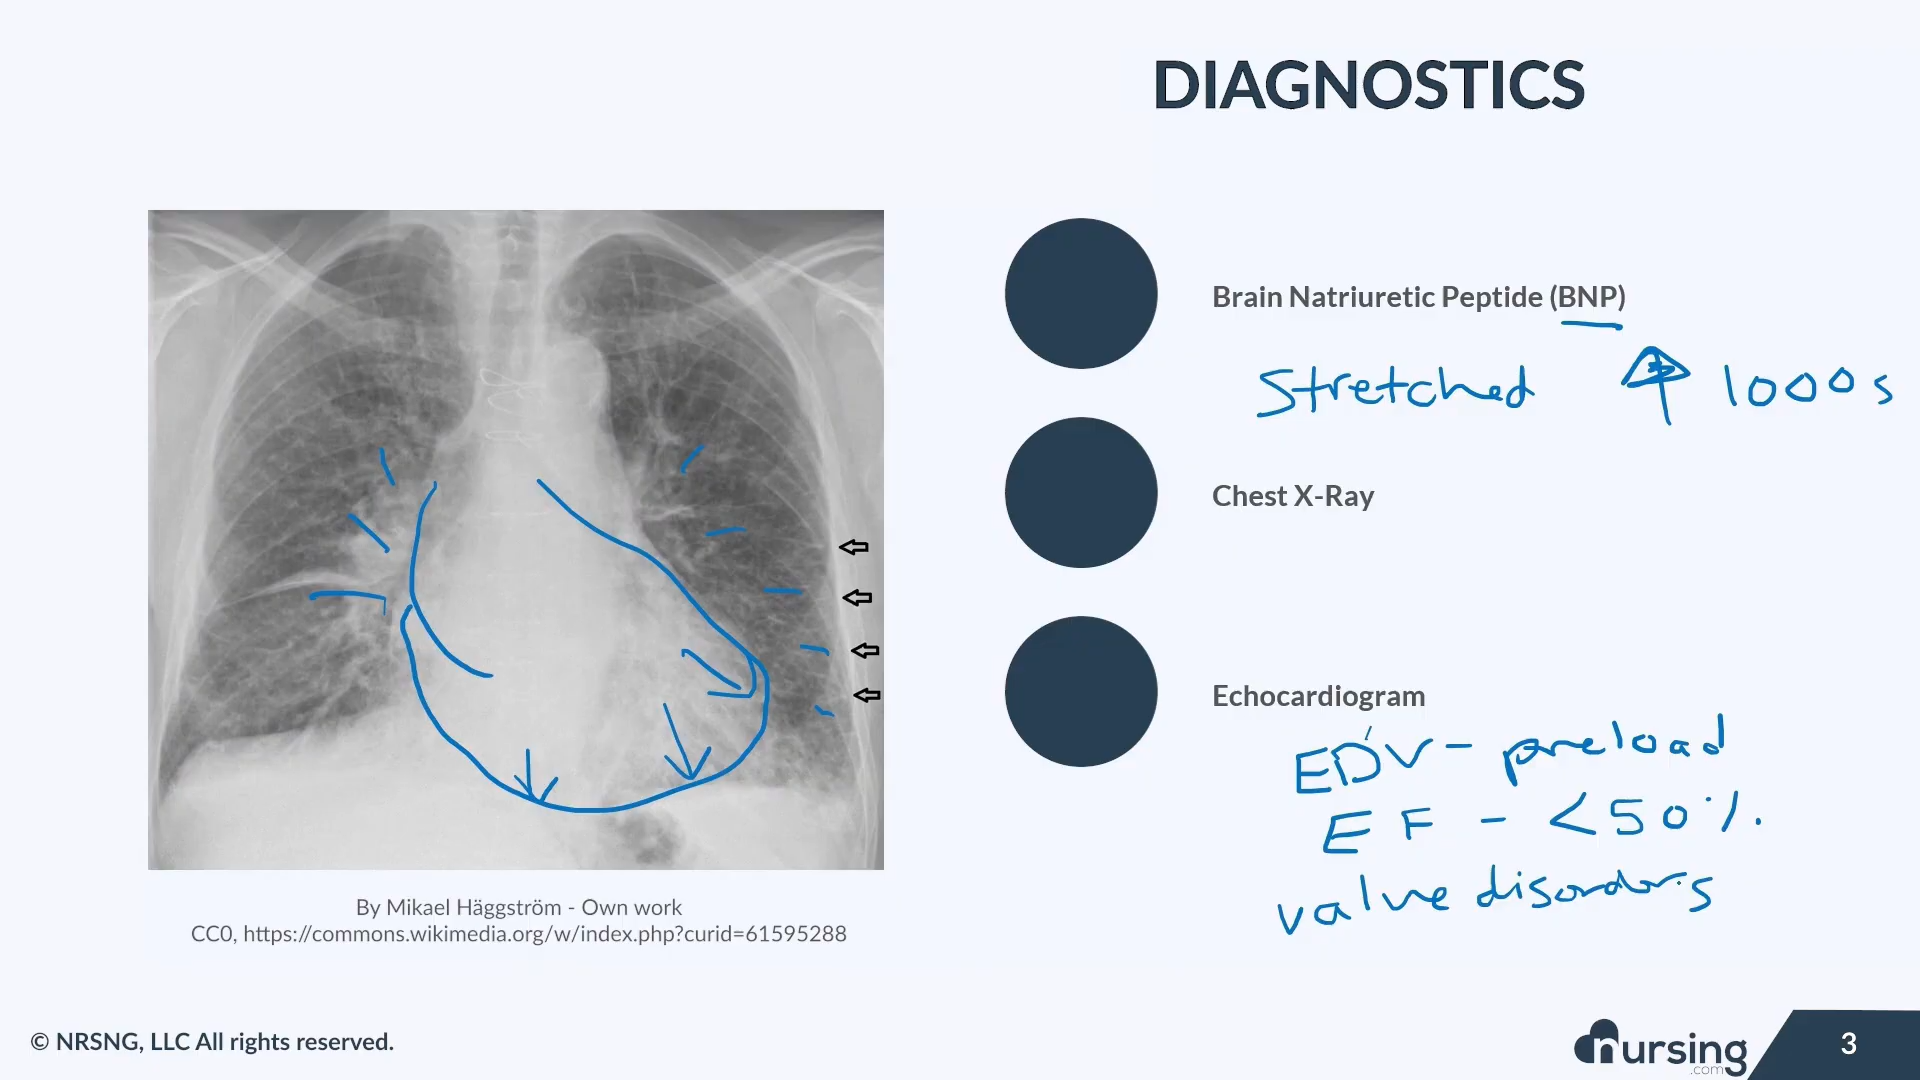 DIAGNOSTICS
Brain Natriuretic Peptide (BNP)
Stretched ↑ 1000s
Chest X-Ray
Echocardiogram
EDV - preload
EF - <50%.
valve disorders
By Mikael Häggström - Own work
CC0, https://commons.wikimedia.org/w/index.php?curid=61595288
© NRSNG, LLC All rights reserved.
nursing
.com
3